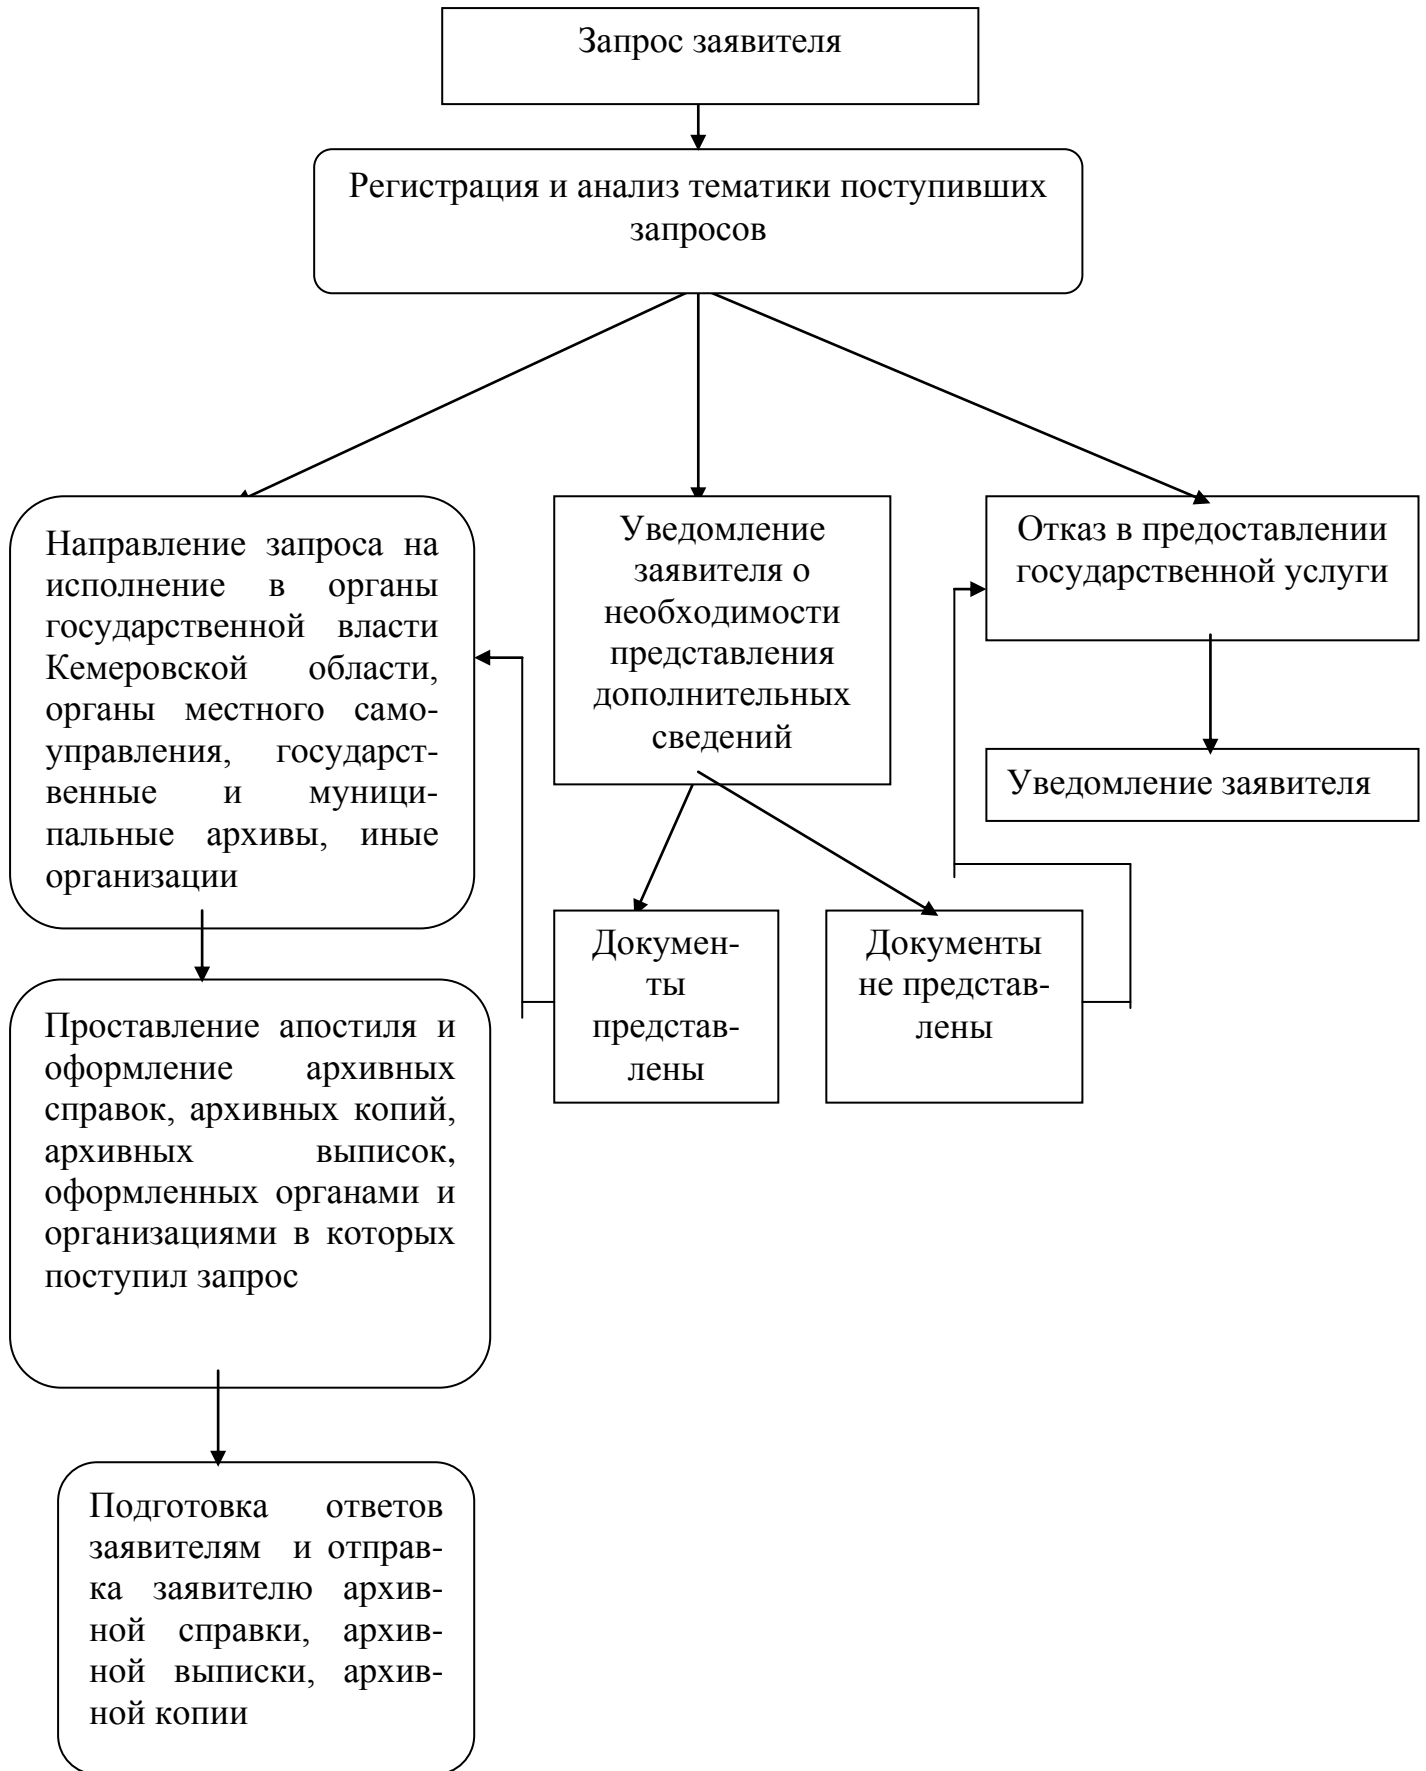 Запрос заявителя
Регистрация и анализ тематики поступивших
запросов
Направление запроса на
исполнение в органы
государственной власти
Кемеровской области,
органы местного само-
управления, государст-
венные и муници-
пальные архивы, иные
организации
Уведомление
заявителя о
необходимости
представления
дополнительных
сведений
Отказ в предоставлении
государственной услуги
Уведомление заявителя
Докумен-
ты
представ-
лены
Документы
не представ-
лены
Проставление апостиля и
оформление архивных
справок, архивных копий,
архивных выписок,
оформленных органами и
организациями в которых
поступил запрос
Подготовка ответов
заявителям и отправ-
ка заявителю архив-
ной справки, архив-
ной выписки, архив-
ной копии